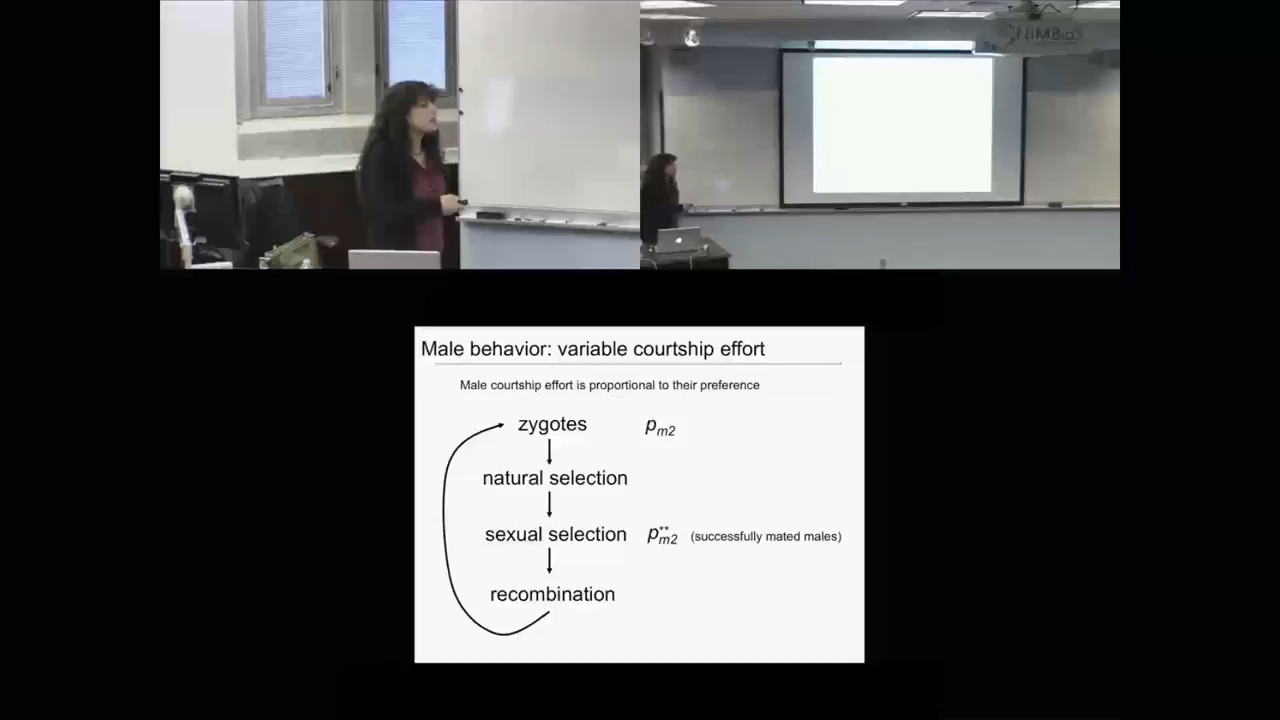 NIMBioS
Male behavior: variable courtship effort
Male courtship effort is proportional to their preference
zygotes p_m2
natural selection
sexual selection p**_m2 (successfully mated males)
recombination